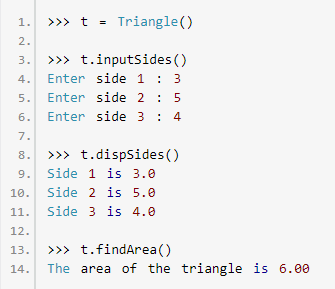 1. >>> t = Triangle()
2.
3. >>> t.inputSides()
4. Enter side 1 : 3
5. Enter side 2 : 5
6. Enter side 3 : 4
7.
8. >>> t.dispSides()
9. Side 1 is 3.0
10. Side 2 is 5.0
11. Side 3 is 4.0
12.
13. >>> t.findArea()
14. The area of the triangle is 6.00